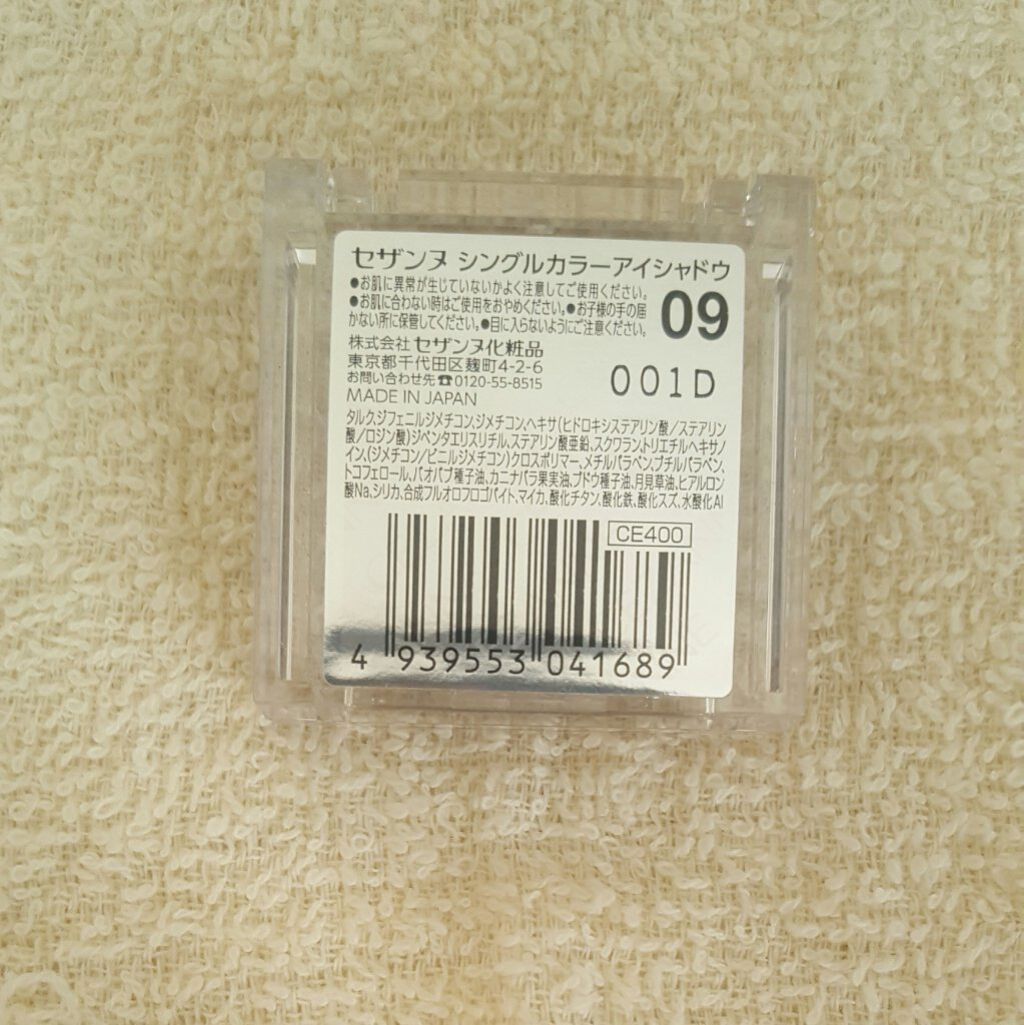 セザンヌ シングルカラーアイシャドウ
●お肌に異常が生じていないかよく注意してご使用ください。
●お肌に合わない時はご使用をおやめください。●お子様の手の届
かない所に保管してください。●目に入らないようにご注意ください。
09
株式会社 セザンヌ化粧品
東京都千代田区麹町4-2-6
お問い合わせ先☎0120-55-8515
MADE IN JAPAN
001D
タルク、ジフェニルジメチコン、ジメチコン、ヘキサ(ヒドロキシステアリン酸/ステアリン
酸/ロジン酸)ジペンタエリスリチル、ステアリン酸亜鉛、スクワラン、トリエチルヘキサノ
イン、(ジメチコン/ビニルジメチコン)クロスポリマー、メチルパラベン、ブチルパラベン、
トコフェロール、バオバブ種子油、カニナバラ果実油、ブドウ種子油、月見草油、ヒアルロン
酸Na、シリカ、合成フルオロフロゴパイト、マイカ、酸化チタン、酸化鉄、酸化スズ、水酸化Al
CE400
4 939553 041689